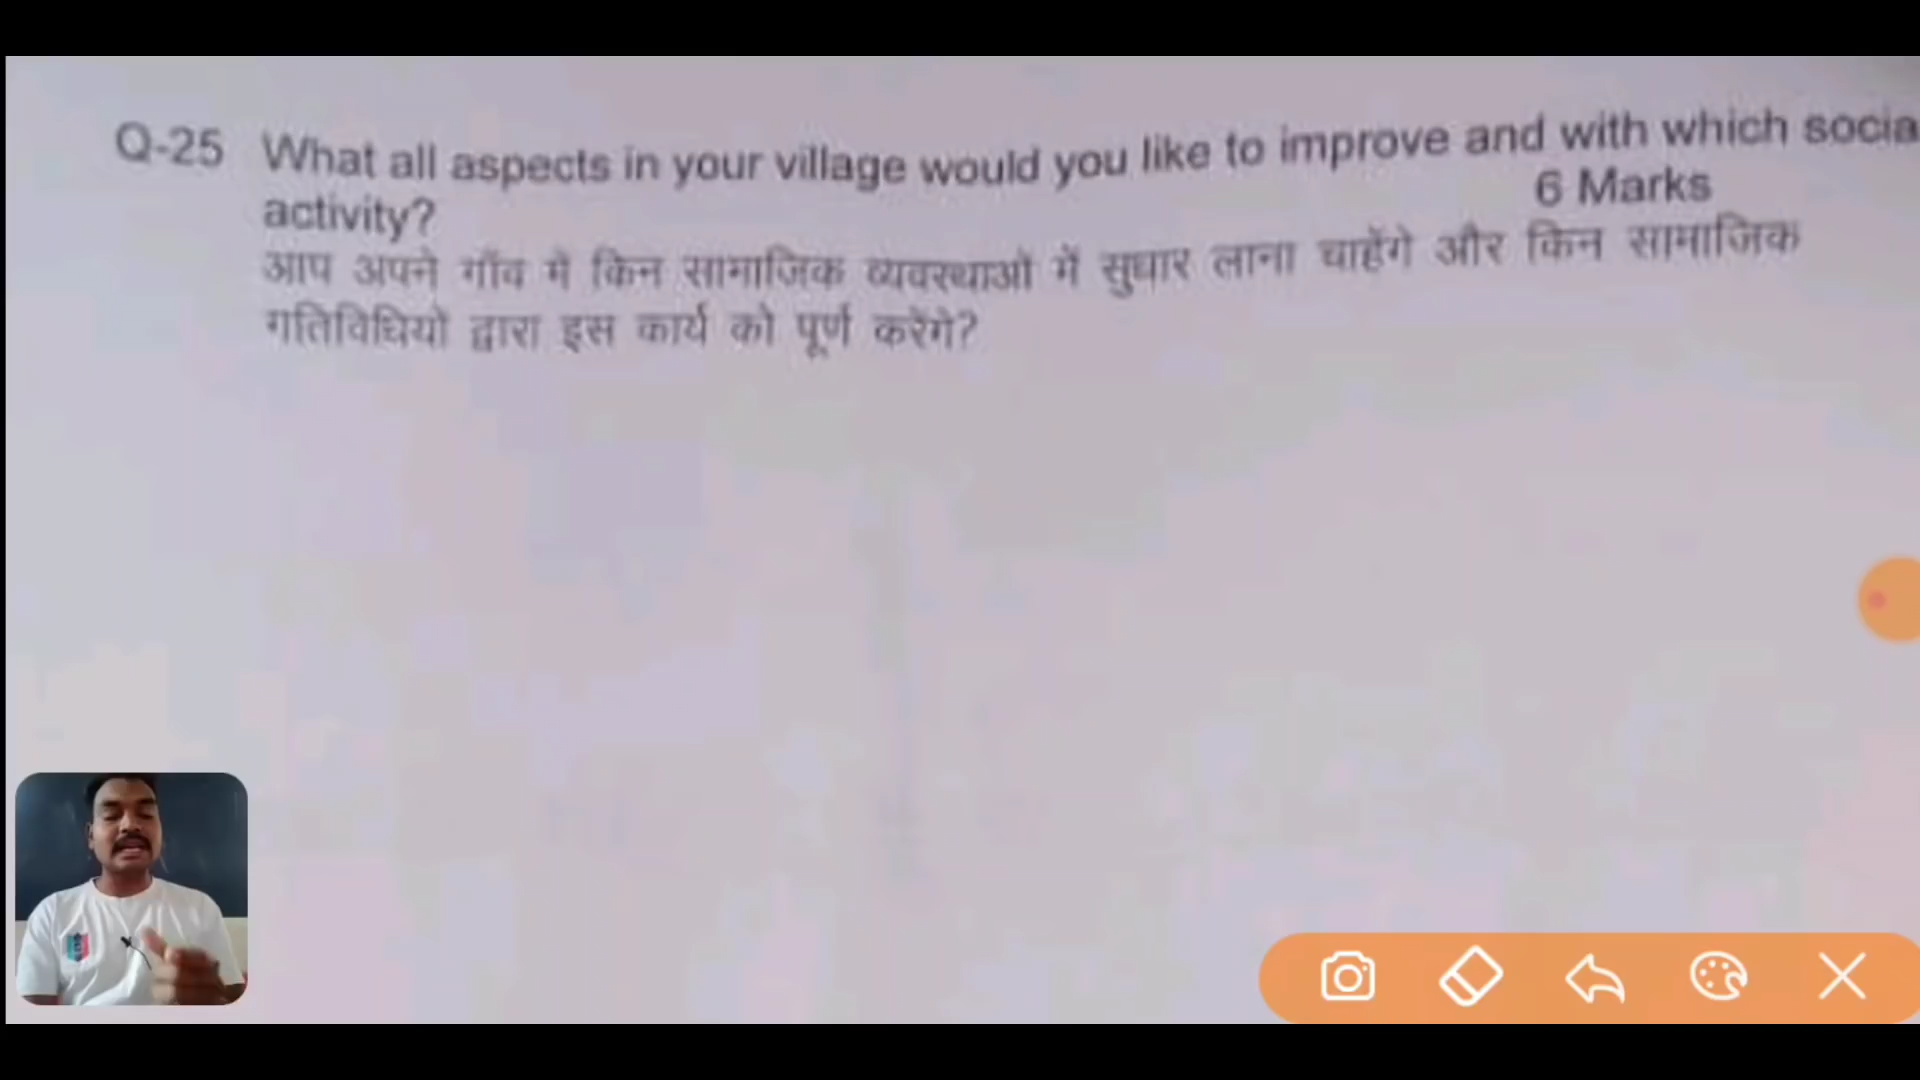 Q-25 What all aspects in your village would you like to improve and with which socia
6 Marks
activity?
आप अपने गाँव में किन सामाजिक व्यवस्थाओं में सुधार लाना चाहेंगे और किन सामाजिक
गतिविधियों द्वारा इस कार्य को पूर्ण करेंगे?